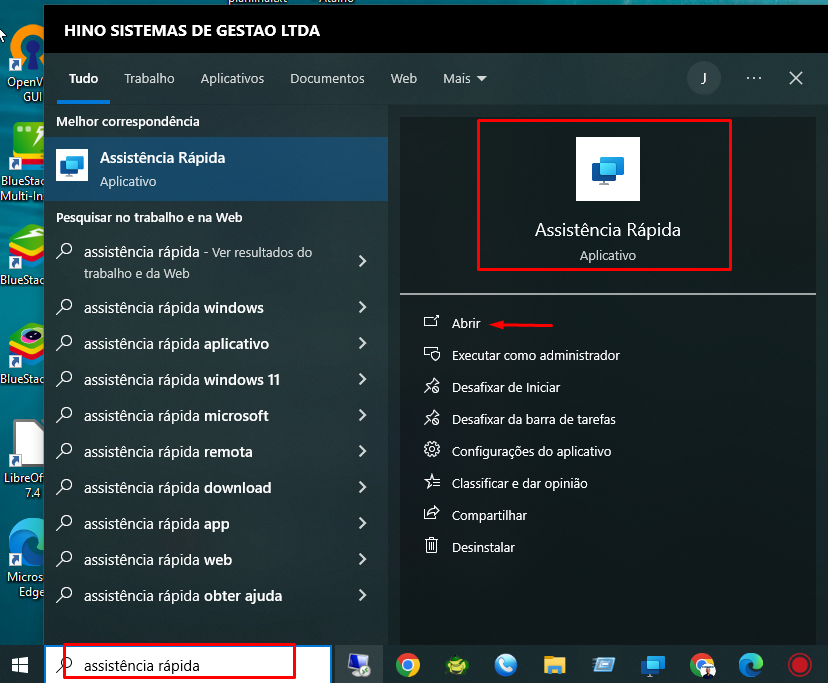 HINO SISTEMAS DE GESTAO LTDA
Tudo
Trabalho
Aplicativos
Documentos
Web
Mais
J
Melhor correspondência
Assistência Rápida
Aplicativo
Pesquisar no trabalho e na Web
assistência rápida - Ver resultados do
trabalho e da Web
assistência rápida windows
assistência rápida aplicativo
assistência rápida windows 11
assistência rápida microsoft
assistência rápida remota
assistência rápida download
assistência rápida app
assistência rápida web
assistência rápida obter ajuda
Assistência Rápida
Aplicativo
Abrir
Executar como administrador
Desafixar de Iniciar
Desafixar da barra de tarefas
Configurações do aplicativo
Classificar e dar opinião
Compartilhar
Desinstalar
OpenV
GUI
BlueStac
Multi-Ins
BlueStac
BlueStac
LibreOf
7.4
Micros
Edge
assistência rápida